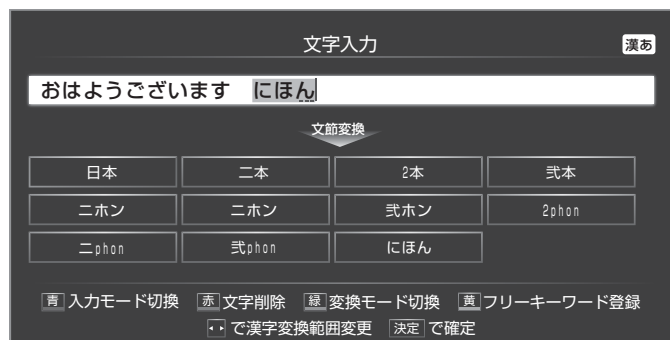 文字入力 漢あ
おはようございます にほん
文節変換
日本 二本 2本 弐本
ニホン ニホン 弐ホン 2phon
二phon 弐phon にほん
青 入力モード切換 赤 文字削除 緑 変換モード切換 黄 フリーキーワード登録
で漢字変換範囲変更 決定 で確定